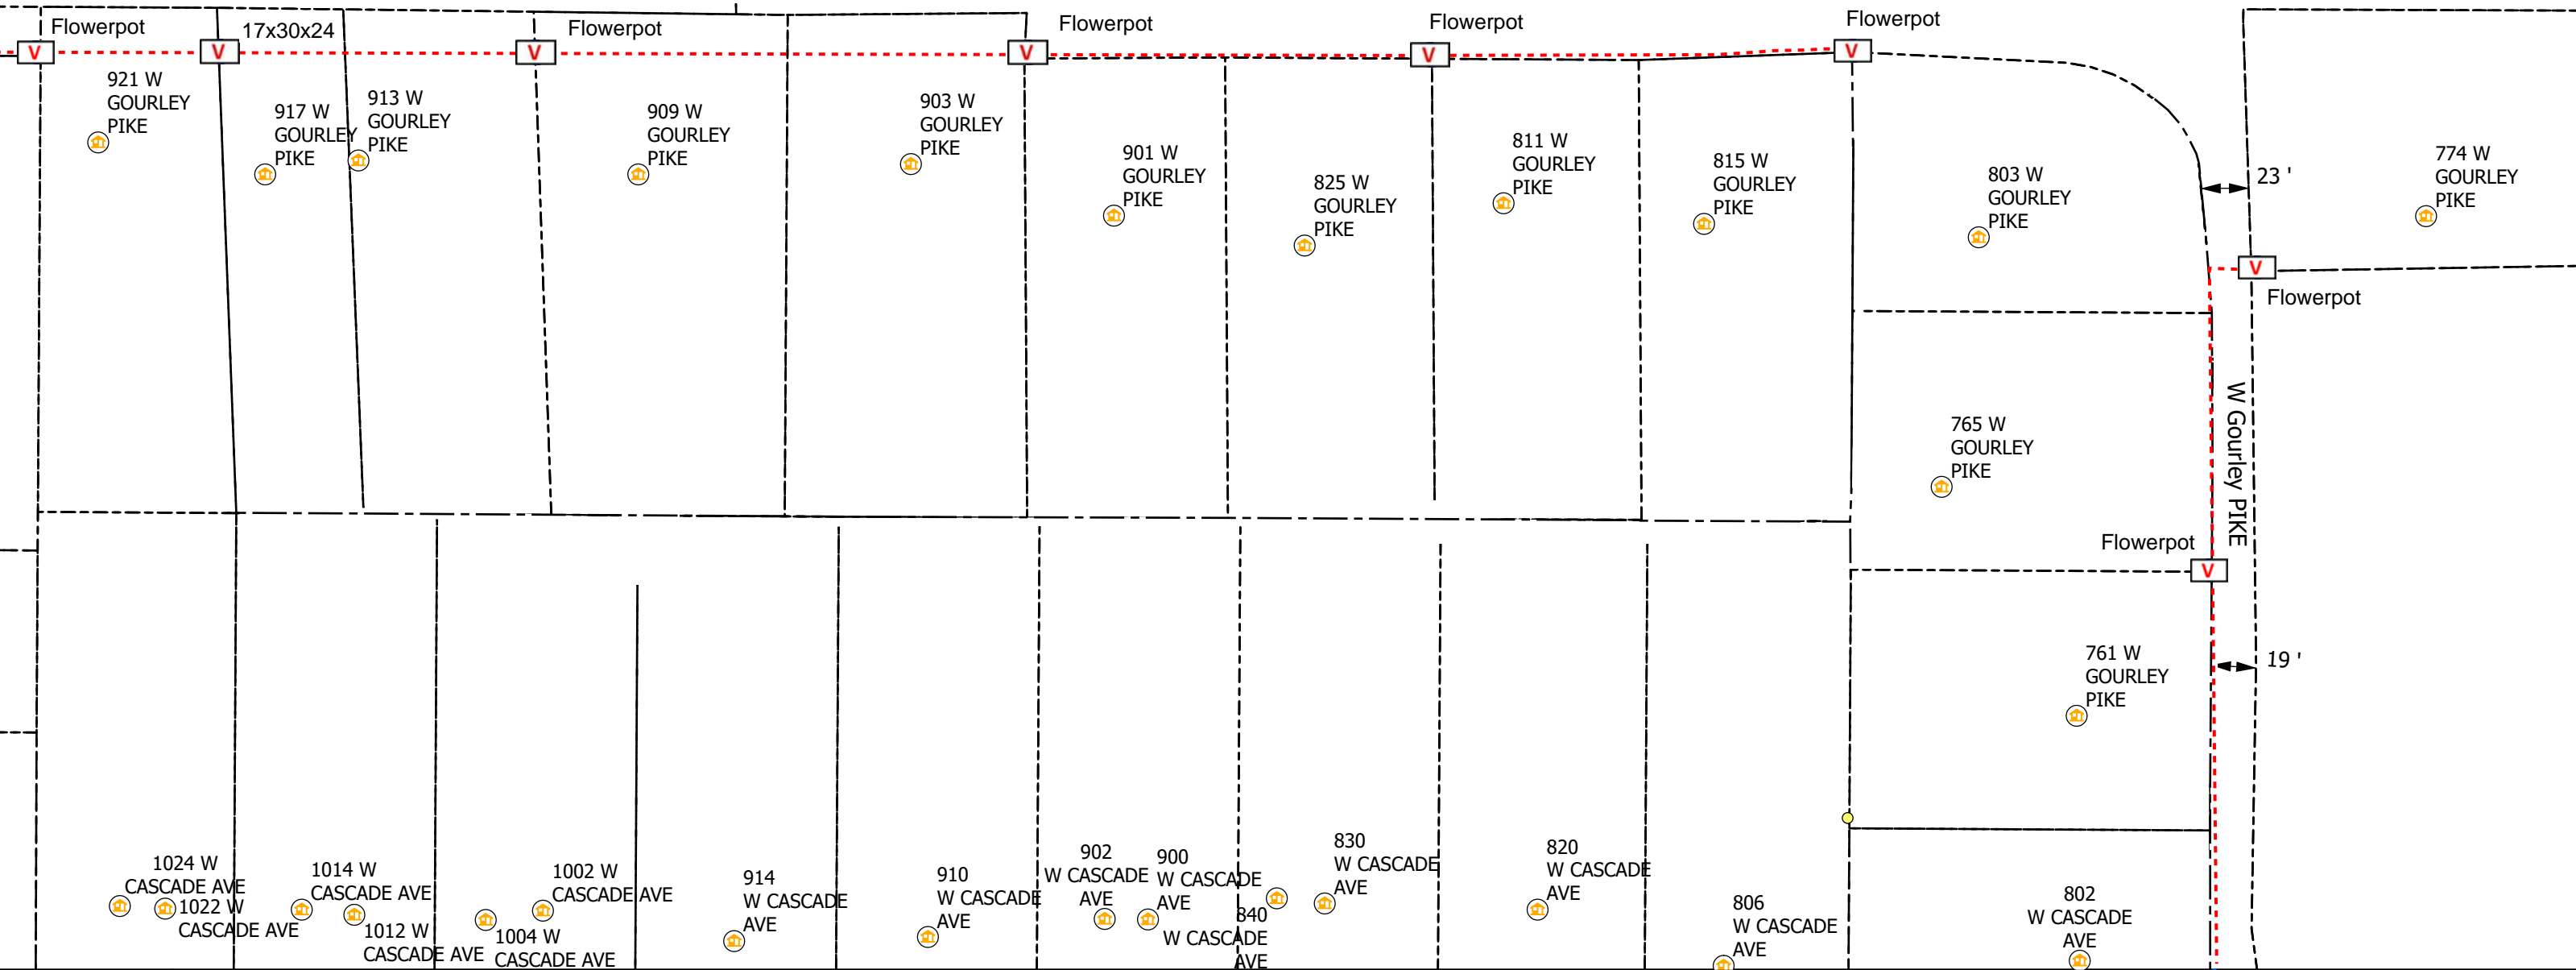 Flowerpot
17x30x24
Flowerpot
Flowerpot
Flowerpot
Flowerpot
V
V
V
V
V
V
921 W
GOURLEY
PIKE
917 W
GOURLEY
PIKE
913 W
GOURLEY
PIKE
909 W
GOURLEY
PIKE
903 W
GOURLEY
PIKE
901 W
GOURLEY
PIKE
825 W
GOURLEY
PIKE
811 W
GOURLEY
PIKE
815 W
GOURLEY
PIKE
803 W
GOURLEY
PIKE
23 '
774 W
GOURLEY
PIKE
V
Flowerpot
W Gourley PIKE
765 W
GOURLEY
PIKE
Flowerpot
V
761 W
GOURLEY
PIKE
19 '
1024 W
CASCADE AVE
1022 W
CASCADE AVE
1014 W
CASCADE AVE
1012 W
CASCADE AVE
1002 W
CASCADE AVE
1004 W
CASCADE AVE
914
W CASCADE
AVE
910
W CASCADE
AVE
902
W CASCADE
AVE
900
W CASCADE
AVE
840
W CASCADE
AVE
830
W CASCADE
AVE
820
W CASCADE
AVE
806
W CASCADE
AVE
802
W CASCADE
AVE